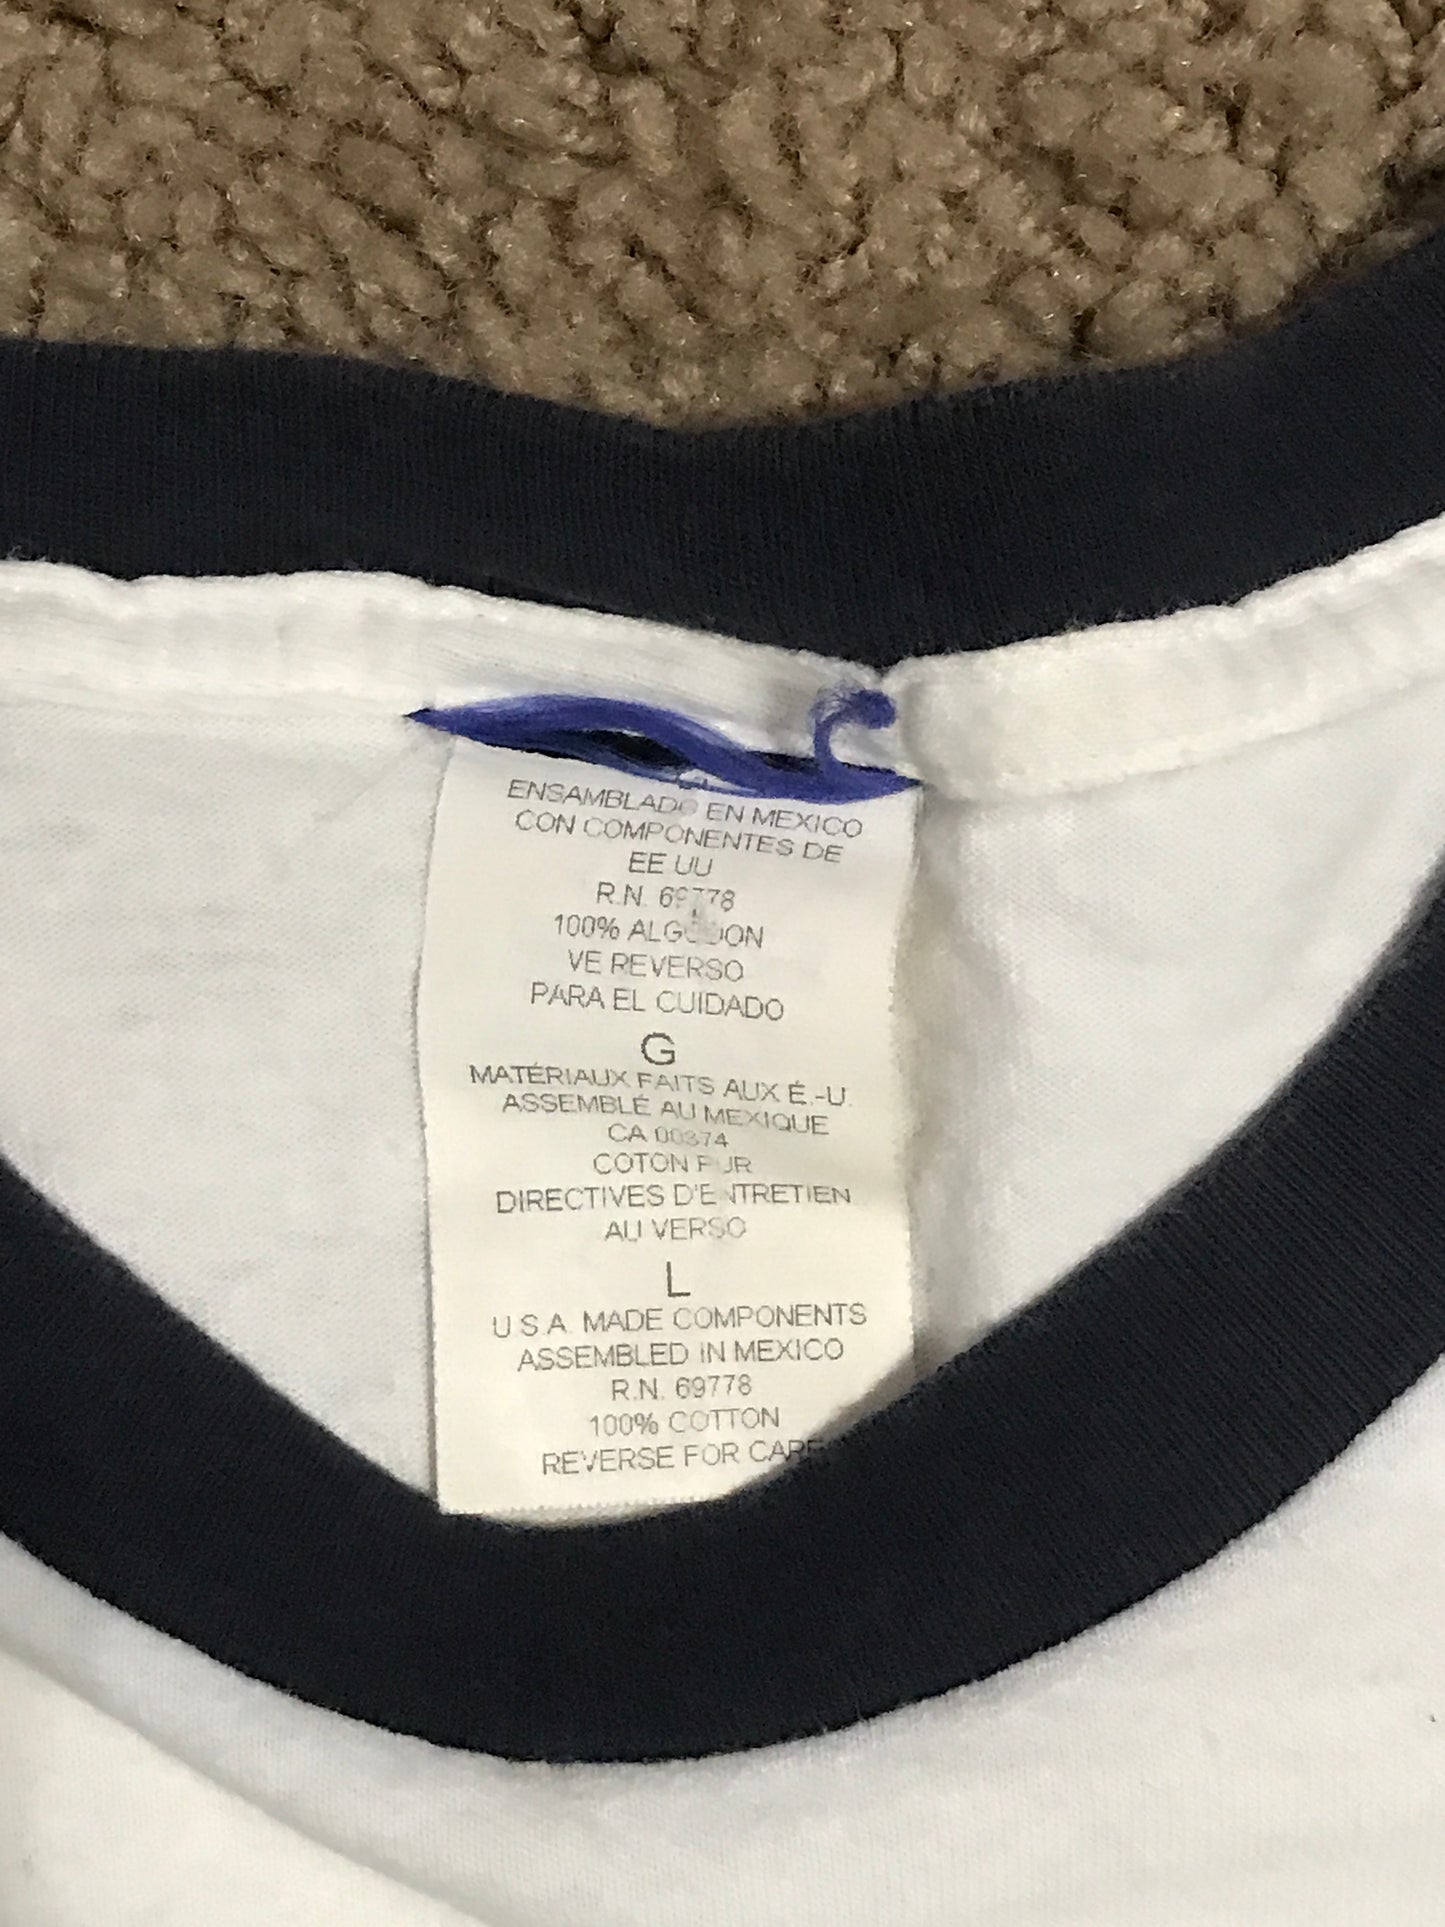 ENSAMBLADO EN MEXICO
CON COMPONENTES DE
EE UU
R.N. 69778
100% ALGODON
VE REVERSO
PARA EL CUIDADO
G
MATÉRIAUX FAITS AUX É.-U.
ASSEMBLÉ AU MEXIQUE
CA 00374
COTON PUR
DIRECTIVES D'ENTRETIEN
AU VERSO
L
U.S.A. MADE COMPONENTS
ASSEMBLED IN MEXICO
R.N. 69778
100% COTTON
REVERSE FOR CARE